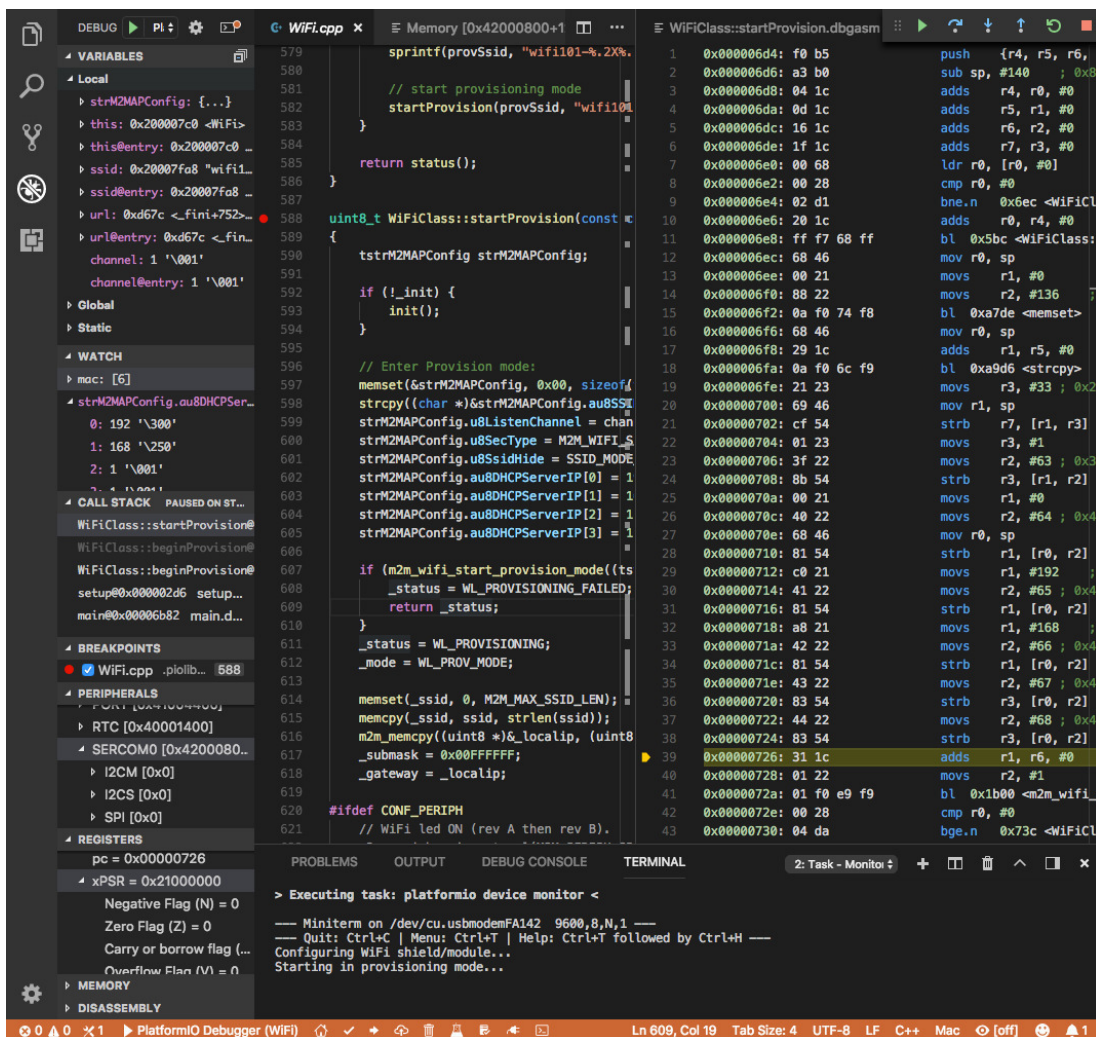 DEBUG
WiFi.cpp
Memory [0x42000800+1
WiFiClass::startProvision.dbgasm
VARIABLES
Local
strM2MAPConfig: {...}
this: 0x200007c0 <WiFi>
this@entry: 0x200007c0 …
ssid: 0x20007fa8 "wifi1…
ssid@entry: 0x20007fa8 …
url: 0xd67c <_fini+752>…
url@entry: 0xd67c <_fin…
channel: 1 '\001'
channel@entry: 1 '\001'
Global
Static
WATCH
mac: [6]
strM2MAPConfig.au8DHCPSer…
0: 192 '\300'
1: 168 '\250'
2: 1 '\001'
CALL STACK PAUSED ON ST…
WiFiClass::startProvision@
WiFiClass::beginProvision@
WiFiClass::beginProvision@
setup@0x000002d6 setup...
main@0x00006b82 main.d...
BREAKPOINTS
WiFi.cpp .piolib... 588
PERIPHERALS
RTC [0x40001400]
SERCOM0 [0x4200080..
I2CM [0x0]
I2CS [0x0]
SPI [0x0]
REGISTERS
pc = 0x00000726
xPSR = 0x21000000
Negative Flag (N) = 0
Zero Flag (Z) = 0
Carry or borrow flag (…
Overflow Flag (V) = 0
MEMORY
DISASSEMBLY
579 sprintf(provSsid, "wifi101-%.2X%.
580
581 // start provisioning mode
582 startProvision(provSsid, "wifi101
583 }
584
585 return status();
586 }
587
588 uint8_t WiFiClass::startProvision(const c
589 {
590 tstrM2MAPConfig strM2MAPConfig;
591
592 if (!_init) {
593 init();
594 }
595
596 // Enter Provision mode:
597 memset(&strM2MAPConfig, 0x00, sizeof(
598 strcpy((char *)&strM2MAPConfig.au8SSI
599 strM2MAPConfig.u8ListenChannel = chan
600 strM2MAPConfig.u8SecType = M2M_WIFI_S
601 strM2MAPConfig.u8SsidHide = SSID_MODE
602 strM2MAPConfig.au8DHCPServerIP[0] = 1
603 strM2MAPConfig.au8DHCPServerIP[1] = 1
604 strM2MAPConfig.au8DHCPServerIP[2] = 1
605 strM2MAPConfig.au8DHCPServerIP[3] = 1
606
607 if (m2m_wifi_start_provision_mode((ts
608 _status = WL_PROVISIONING_FAILED;
609 return _status;
610 }
611 _status = WL_PROVISIONING;
612 _mode = WL_PROV_MODE;
613
614 memset(_ssid, 0, M2M_MAX_SSID_LEN);
615 memcpy(_ssid, ssid, strlen(ssid));
616 m2m_memcpy((uint8 *)&_localip, (uint8
617 _submask = 0x00FFFFFF;
618 _gateway = _localip;
619
620 #ifdef CONF_PERIPH
621 // WiFi led ON (rev A then rev B).
1 0x000006d4: f0 b5 push {r4, r5, r6,
2 0x000006d6: a3 b0 sub sp, #140 ; 0x8
3 0x000006d8: 04 1c adds r4, r0, #0
4 0x000006da: 0d 1c adds r5, r1, #0
5 0x000006dc: 16 1c adds r6, r2, #0
6 0x000006de: 1f 1c adds r7, r3, #0
7 0x000006e0: 00 68 ldr r0, [r0, #0]
8 0x000006e2: 00 28 cmp r0, #0
9 0x000006e4: 02 d1 bne.n 0x6ec <WiFiCl
10 0x000006e6: 20 1c adds r0, r4, #0
11 0x000006e8: ff f7 68 ff bl 0x5bc <WiFiClass:
12 0x000006ec: 68 46 mov r0, sp
13 0x000006ee: 00 21 movs r1, #0
14 0x000006f0: 88 22 movs r2, #136 ;
15 0x000006f2: 0a f0 74 f8 bl 0xa7de <memset>
16 0x000006f6: 68 46 mov r0, sp
17 0x000006f8: 29 1c adds r1, r5, #0
18 0x000006fa: 0a f0 6c f9 bl 0xa9d6 <strcpy>
19 0x000006fe: 21 23 movs r3, #33 ; 0x2
20 0x00000700: 69 46 mov r1, sp
21 0x00000702: cf 54 strb r7, [r1, r3]
22 0x00000704: 01 23 movs r3, #1
23 0x00000706: 3f 22 movs r2, #63 ; 0x3
24 0x00000708: 8b 54 strb r3, [r1, r2]
25 0x0000070a: 00 21 movs r1, #0
26 0x0000070c: 40 22 movs r2, #64 ; 0x4
27 0x0000070e: 68 46 mov r0, sp
28 0x00000710: 81 54 strb r1, [r0, r2]
29 0x00000712: c0 21 movs r1, #192 ;
30 0x00000714: 41 22 movs r2, #65 ; 0x4
31 0x00000716: 81 54 strb r1, [r0, r2]
32 0x00000718: a8 21 movs r1, #168 ;
33 0x0000071a: 42 22 movs r2, #66 ; 0x4
34 0x0000071c: 81 54 strb r1, [r0, r2]
35 0x0000071e: 43 22 movs r2, #67 ; 0x4
36 0x00000720: 83 54 strb r3, [r0, r2]
37 0x00000722: 44 22 movs r2, #68 ; 0x4
38 0x00000724: 83 54 strb r3, [r0, r2]
39 0x00000726: 31 1c adds r1, r6, #0
40 0x00000728: 01 22 movs r2, #1
41 0x0000072a: 01 f0 e9 f9 bl 0x1b00 <m2m_wifi_
42 0x0000072e: 00 28 cmp r0, #0
43 0x00000730: 04 da bge.n 0x73c <WiFiCl
PROBLEMS OUTPUT DEBUG CONSOLE TERMINAL 2: Task - Monitor
> Executing task: platformio device monitor <
--- Miniterm on /dev/cu.usbmodemFA142 9600,8,N,1 ---
--- Quit: Ctrl+C | Menu: Ctrl+T | Help: Ctrl+T followed by Ctrl+H ---
Configuring WiFi shield/module...
Starting in provisioning mode...
0 0 1 PlatformIO Debugger (WiFi) Ln 609, Col 19 Tab Size: 4 UTF-8 LF C++ Mac [off] 1